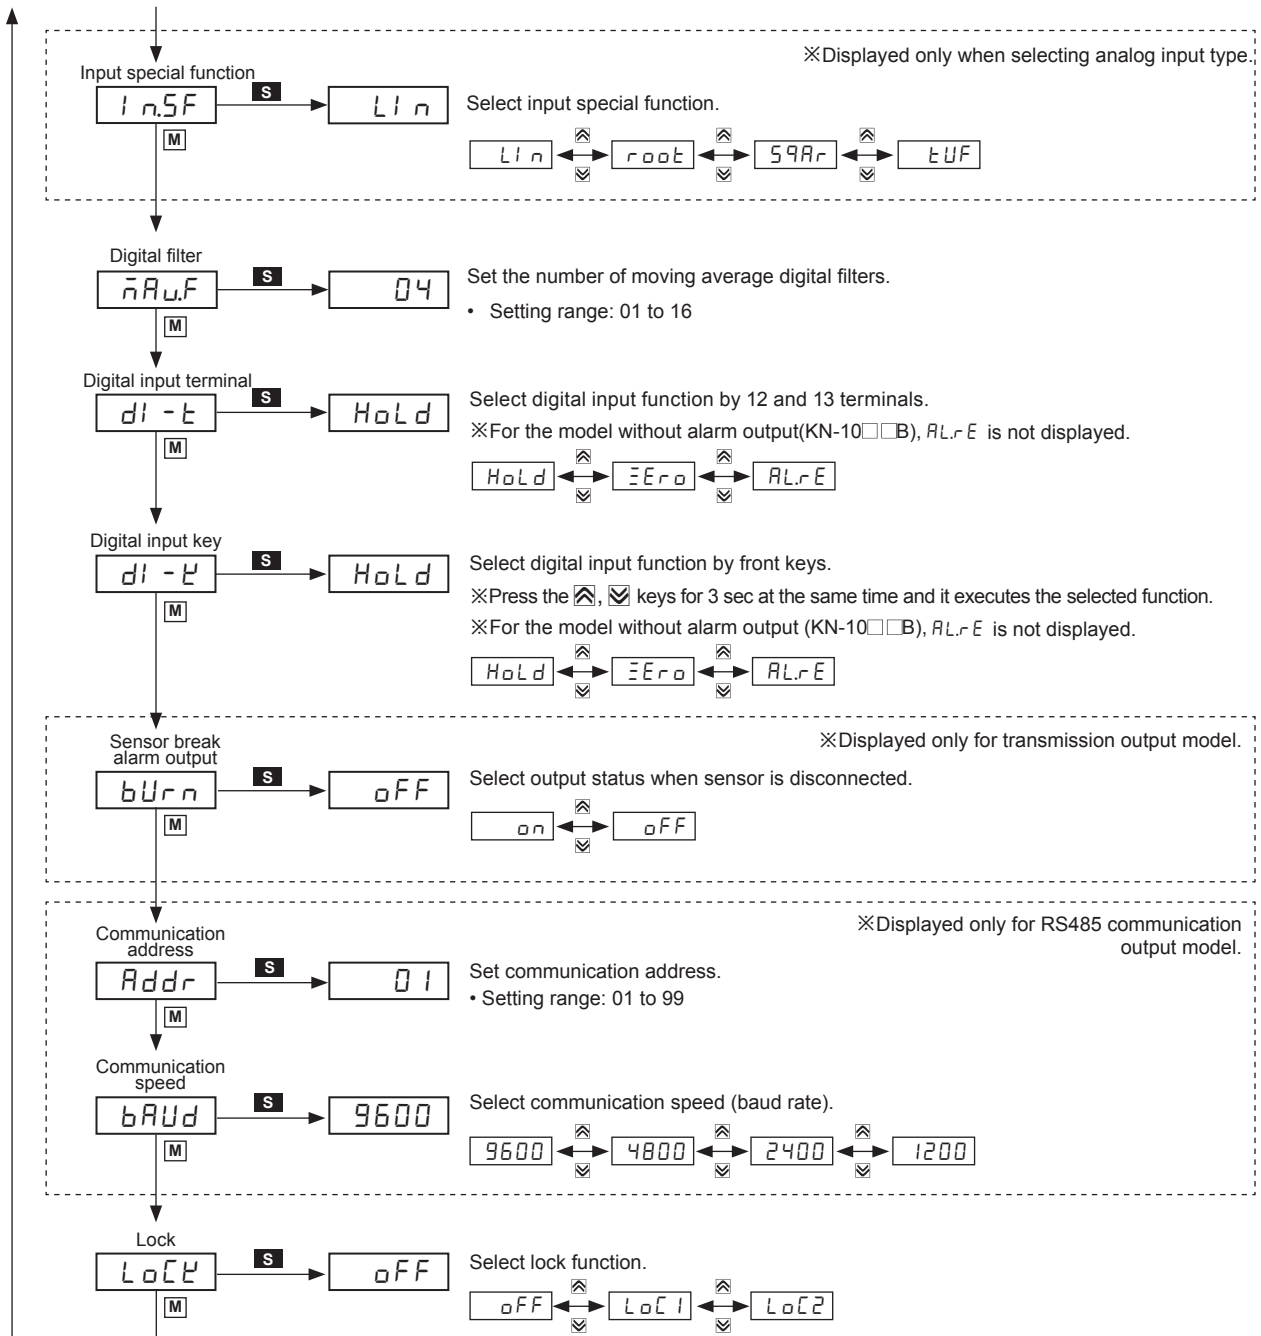 ※Displayed only when selecting analog input type.
Input special function
In.SF S LIn Select input special function.
M
LIn root SqAr tUF
Digital filter
mAv.F S 04 Set the number of moving average digital filters.
M • Setting range: 01 to 16
Digital input terminal
dI-t S HoLd Select digital input function by 12 and 13 terminals.
M ※For the model without alarm output(KN-10□□B), AL.rE is not displayed.
HoLd ZEro AL.rE
Digital input key
dI-K S HoLd Select digital input function by front keys.
M ※Press the , keys for 3 sec at the same time and it executes the selected function.
※For the model without alarm output (KN-10□□B), AL.rE is not displayed.
HoLd ZEro AL.rE
※Displayed only for transmission output model.
Sensor break
alarm output
bUrn S oFF Select output status when sensor is disconnected.
M
on oFF
※Displayed only for RS485 communication
output model.
Communication
address
Addr S 01 Set communication address.
M • Setting range: 01 to 99
Communication
speed
bAUd S 9600 Select communication speed (baud rate).
M
9600 4800 2400 1200
Lock
LoCK S oFF Select lock function.
M
oFF LoC1 LoC2